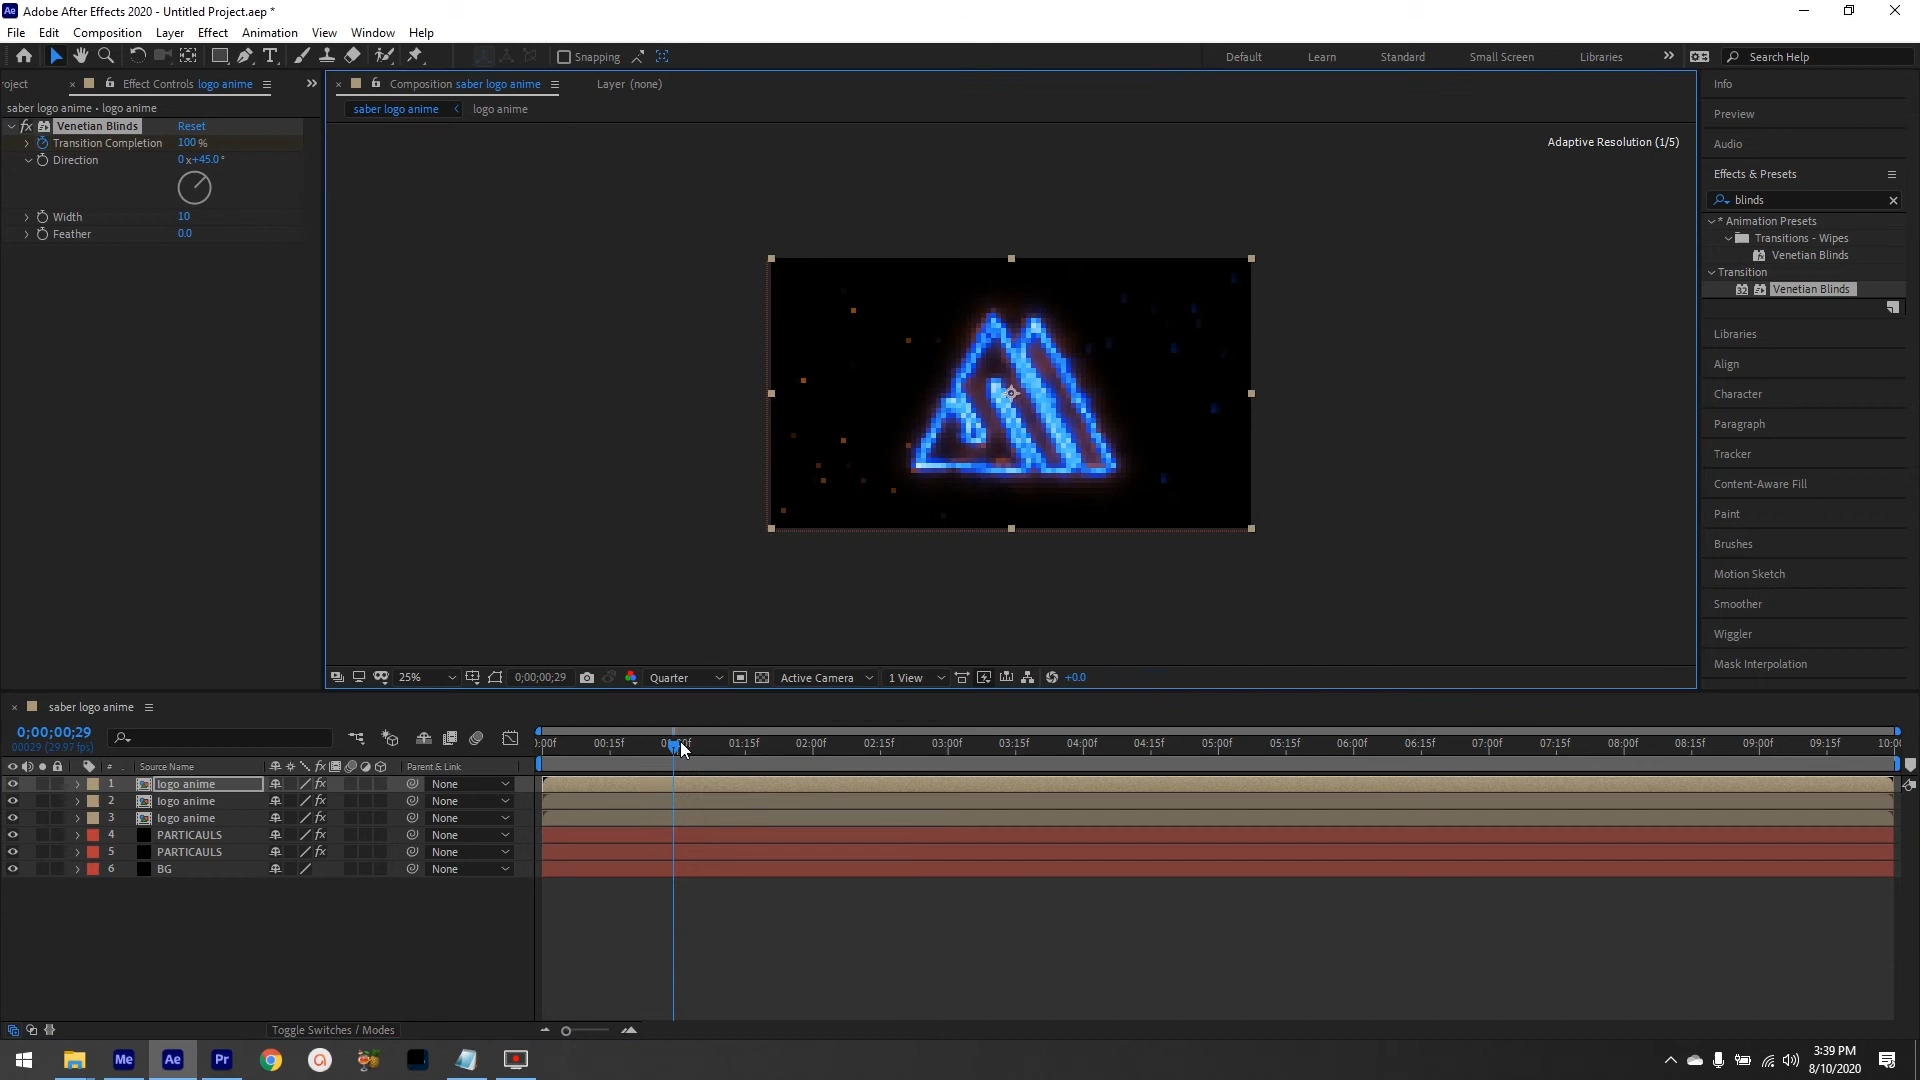 Adobe After Effects 2020 - Untitled Project.aep *
File Edit Composition Layer Effect Animation View Window Help
Snapping
Default Learn Standard Small Screen Libraries Search Help
roject Effect Controls logo anime
Composition saber logo anime Layer (none)
Info
saber logo anime • logo anime
saber logo anime logo anime
fx Venetian Blinds Reset
Transition Completion 100 %
Direction 0 x+45.0 °
Width 10
Feather 0.0
Adaptive Resolution (1/5)
Preview
Audio
Effects & Presets
blinds
* Animation Presets
Transitions - Wipes
Venetian Blinds
Transition
32 Venetian Blinds
Libraries
Align
Character
Paragraph
Tracker
Content-Aware Fill
Paint
Brushes
Motion Sketch
Smoother
Wiggler
Mask Interpolation
25% 0;00;00;29 Quarter Active Camera 1 View +0.0
saber logo anime
0;00;00;29
00029 (29.97 fps)
:00f 00:15f 01:00f 01:15f 02:00f 02:15f 03:00f 03:15f 04:00f 04:15f 05:00f 05:15f 06:00f 06:15f 07:00f 07:15f 08:00f 08:15f 09:00f 09:15f 10:00
# Source Name fx Parent & Link
1 logo anime fx None
2 logo anime fx None
3 logo anime fx None
4 PARTICAULS fx None
5 PARTICAULS fx None
6 BG None
Toggle Switches / Modes
Me Ae Pr
3:39 PM
8/10/2020